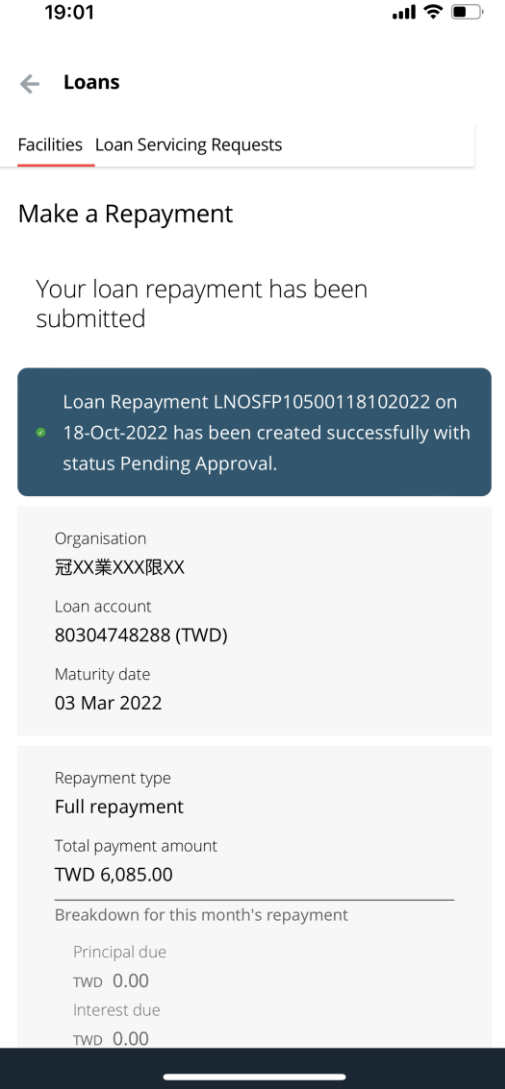 19:01
Loans
Facilities Loan Servicing Requests
Make a Repayment
Your loan repayment has been
submitted
Loan Repayment LNOSFP10500118102022 on
18-Oct-2022 has been created successfully with
status Pending Approval.
Organisation
冠XX業XXX限XX
Loan account
80304748288 (TWD)
Maturity date
03 Mar 2022
Repayment type
Full repayment
Total payment amount
TWD 6,085.00
Breakdown for this month's repayment
Principal due
TWD 0.00
Interest due
TWD 0.00